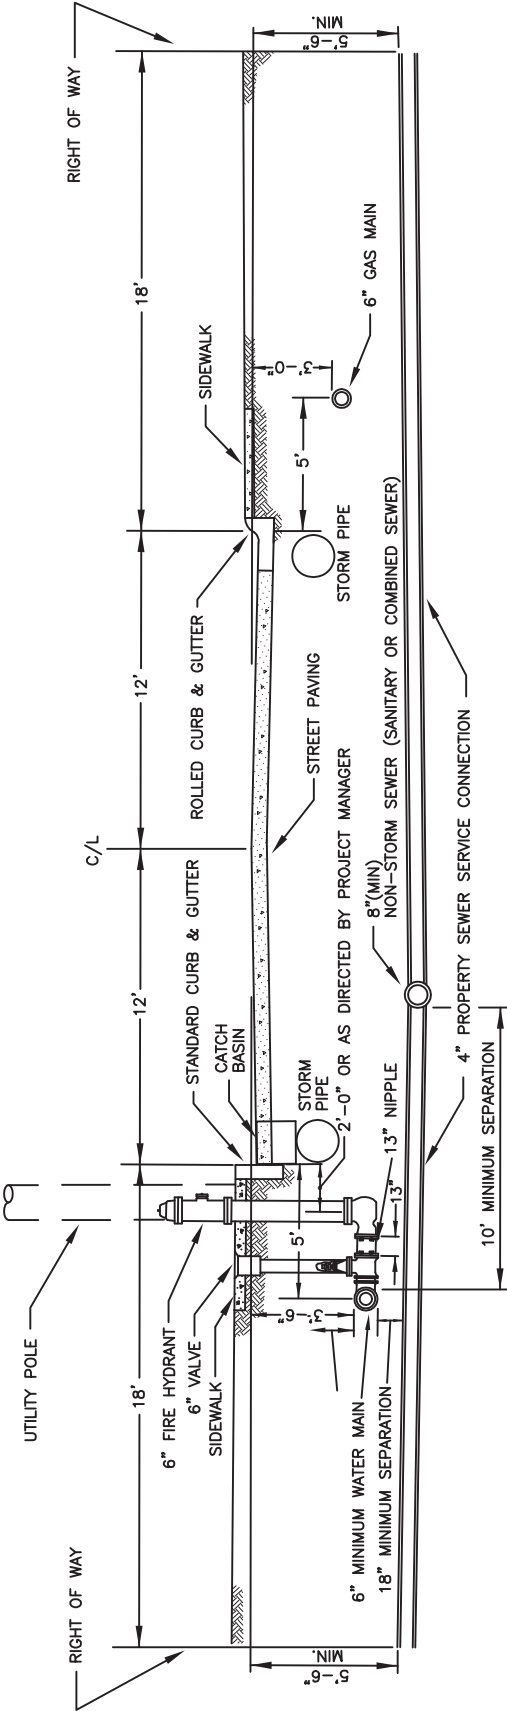 RIGHT OF WAY
RIGHT OF WAY
UTILITY POLE
C/L
18'
12'
12'
18'
6" FIRE HYDRANT
6" VALVE
SIDEWALK
STANDARD CURB & GUTTER
CATCH
BASIN
ROLLED CURB & GUTTER
SIDEWALK
STREET PAVING
STORM
PIPE
2'-0" OR AS DIRECTED BY PROJECT MANAGER
STORM PIPE
5'
5'
3'-0"
6" GAS MAIN
3'-6"
5'-6"
MIN.
5'-6"
MIN.
6" MINIMUM WATER MAIN
18" MINIMUM SEPARATION
13" NIPPLE
13"
8"(MIN)
NON-STORM SEWER (SANITARY OR COMBINED SEWER)
4" PROPERTY SEWER SERVICE CONNECTION
10' MINIMUM SEPARATION